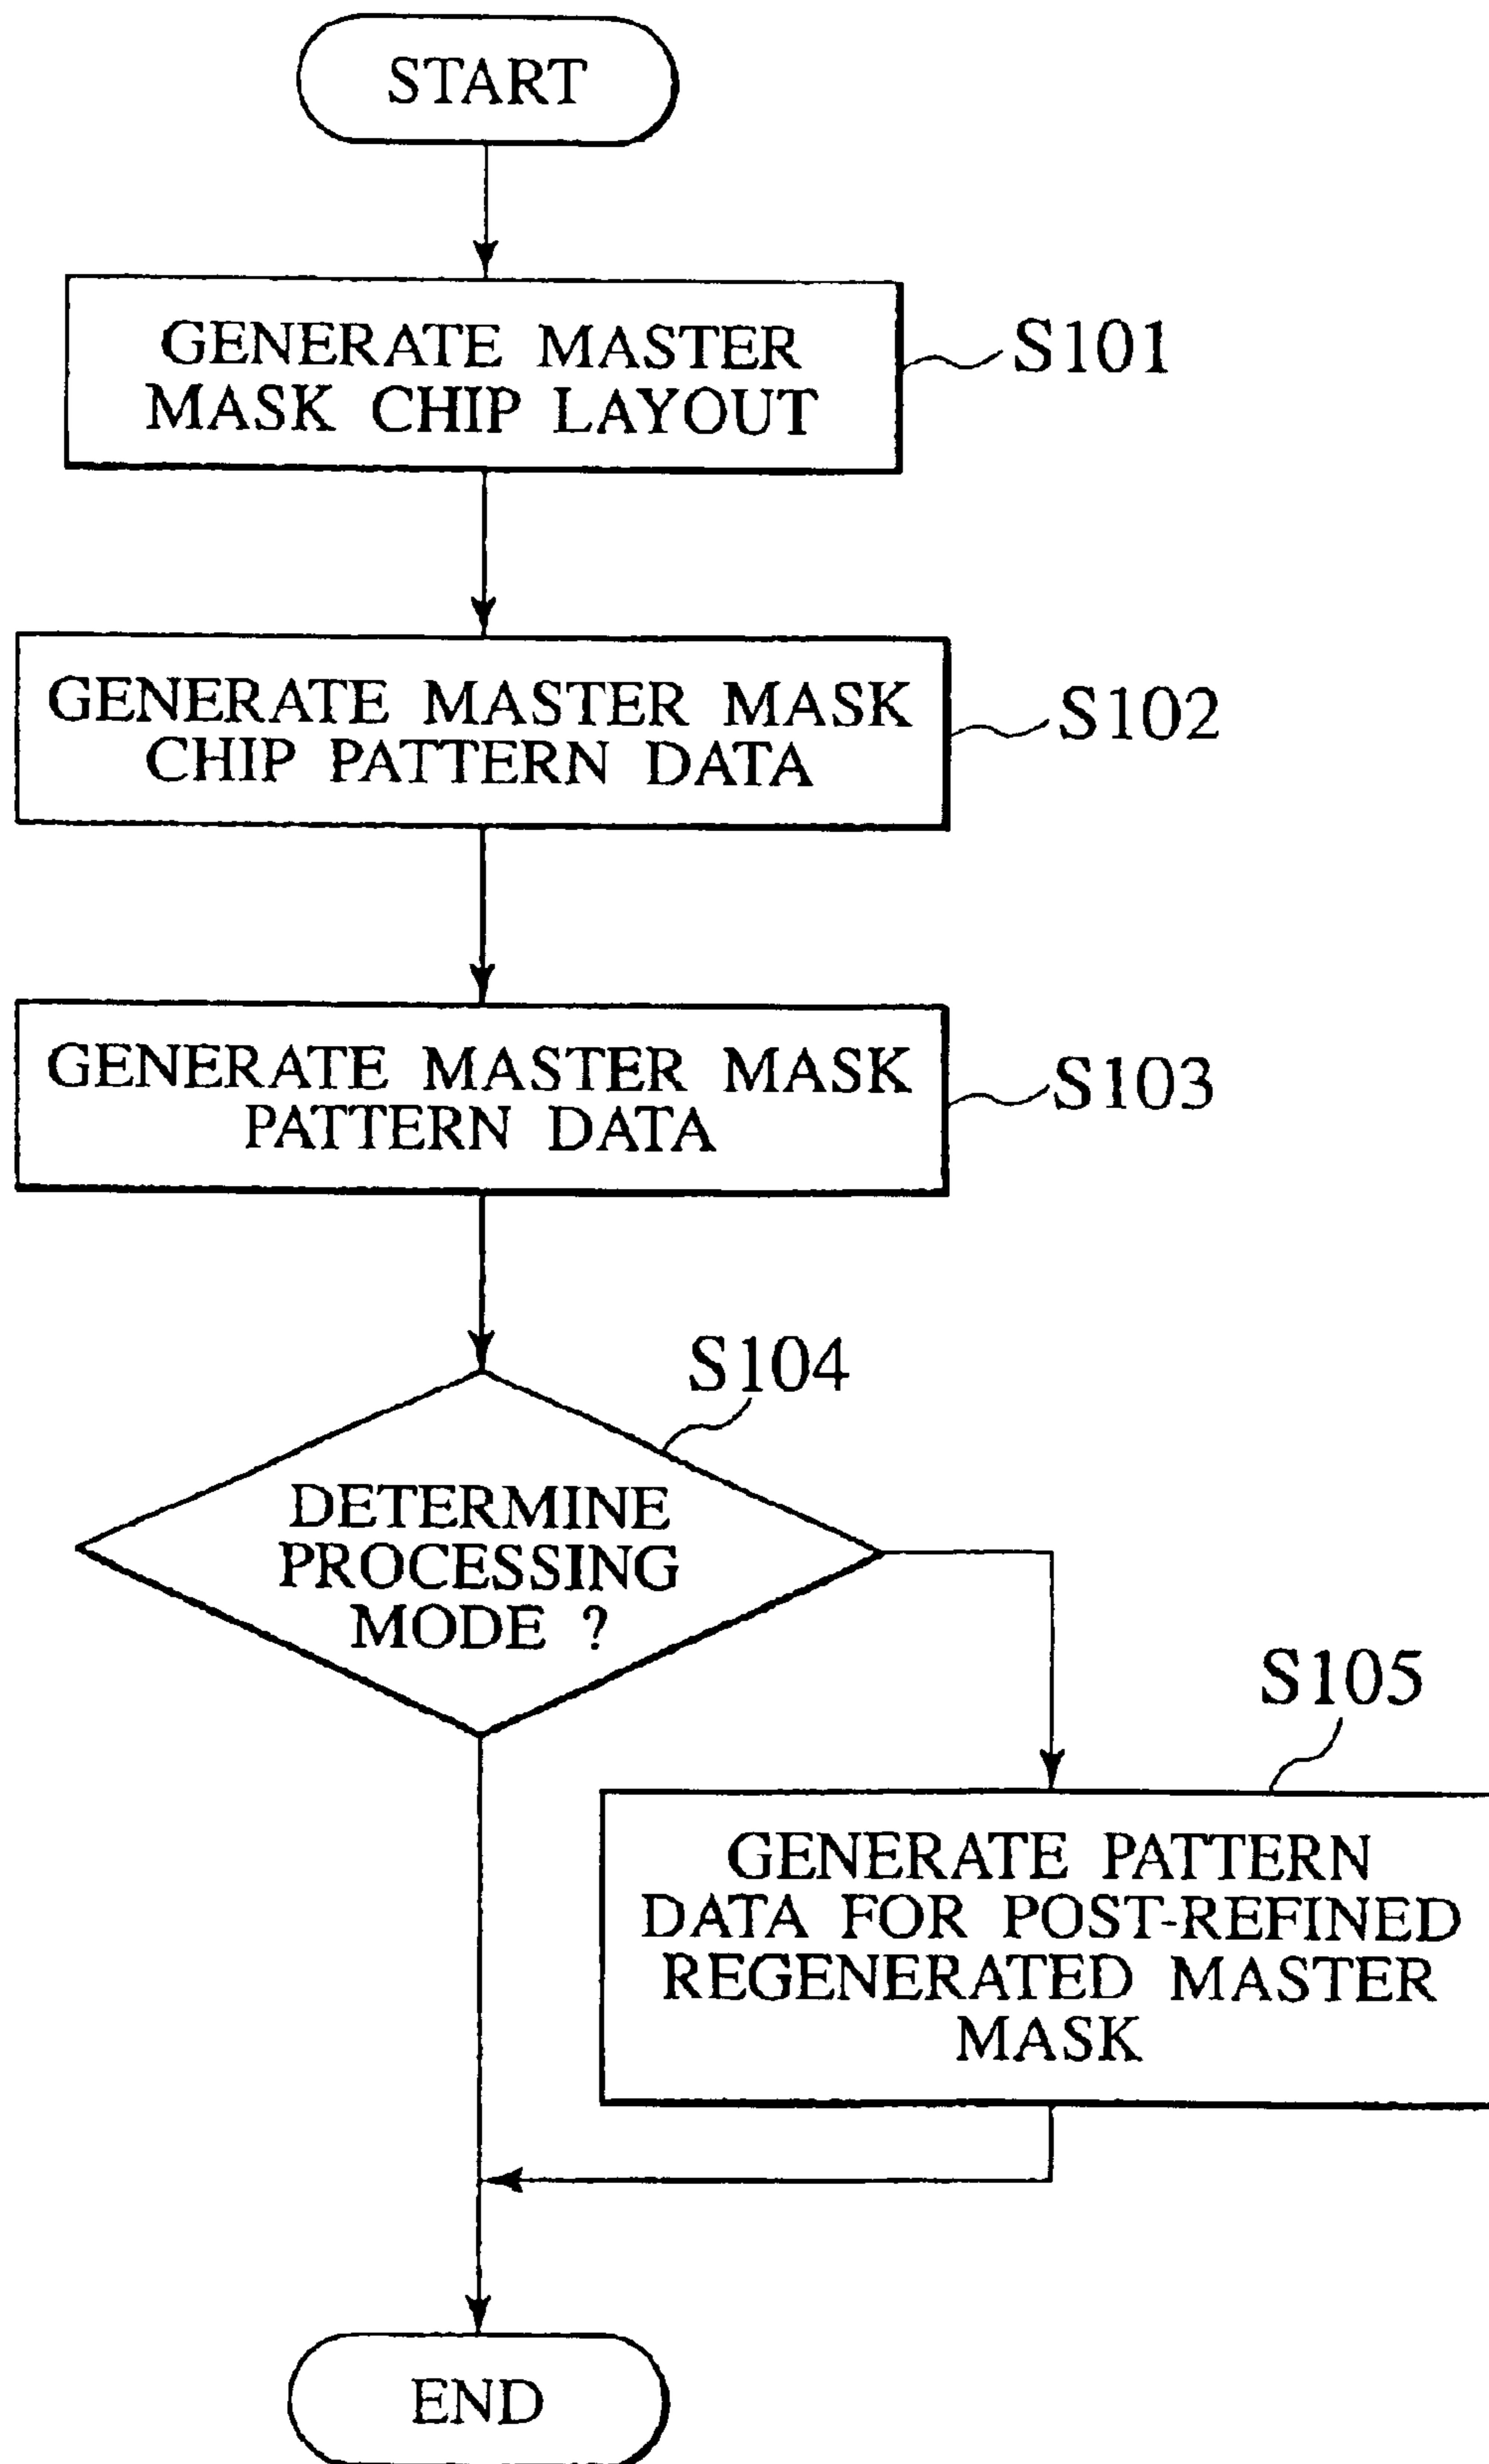 START
GENERATE MASTER
MASK CHIP LAYOUT
S101
GENERATE MASTER MASK
CHIP PATTERN DATA
S102
GENERATE MASTER MASK
PATTERN DATA
S103
S104
DETERMINE
PROCESSING
MODE ?
S105
GENERATE PATTERN
DATA FOR POST-REFINED
REGENERATED MASTER
MASK
END